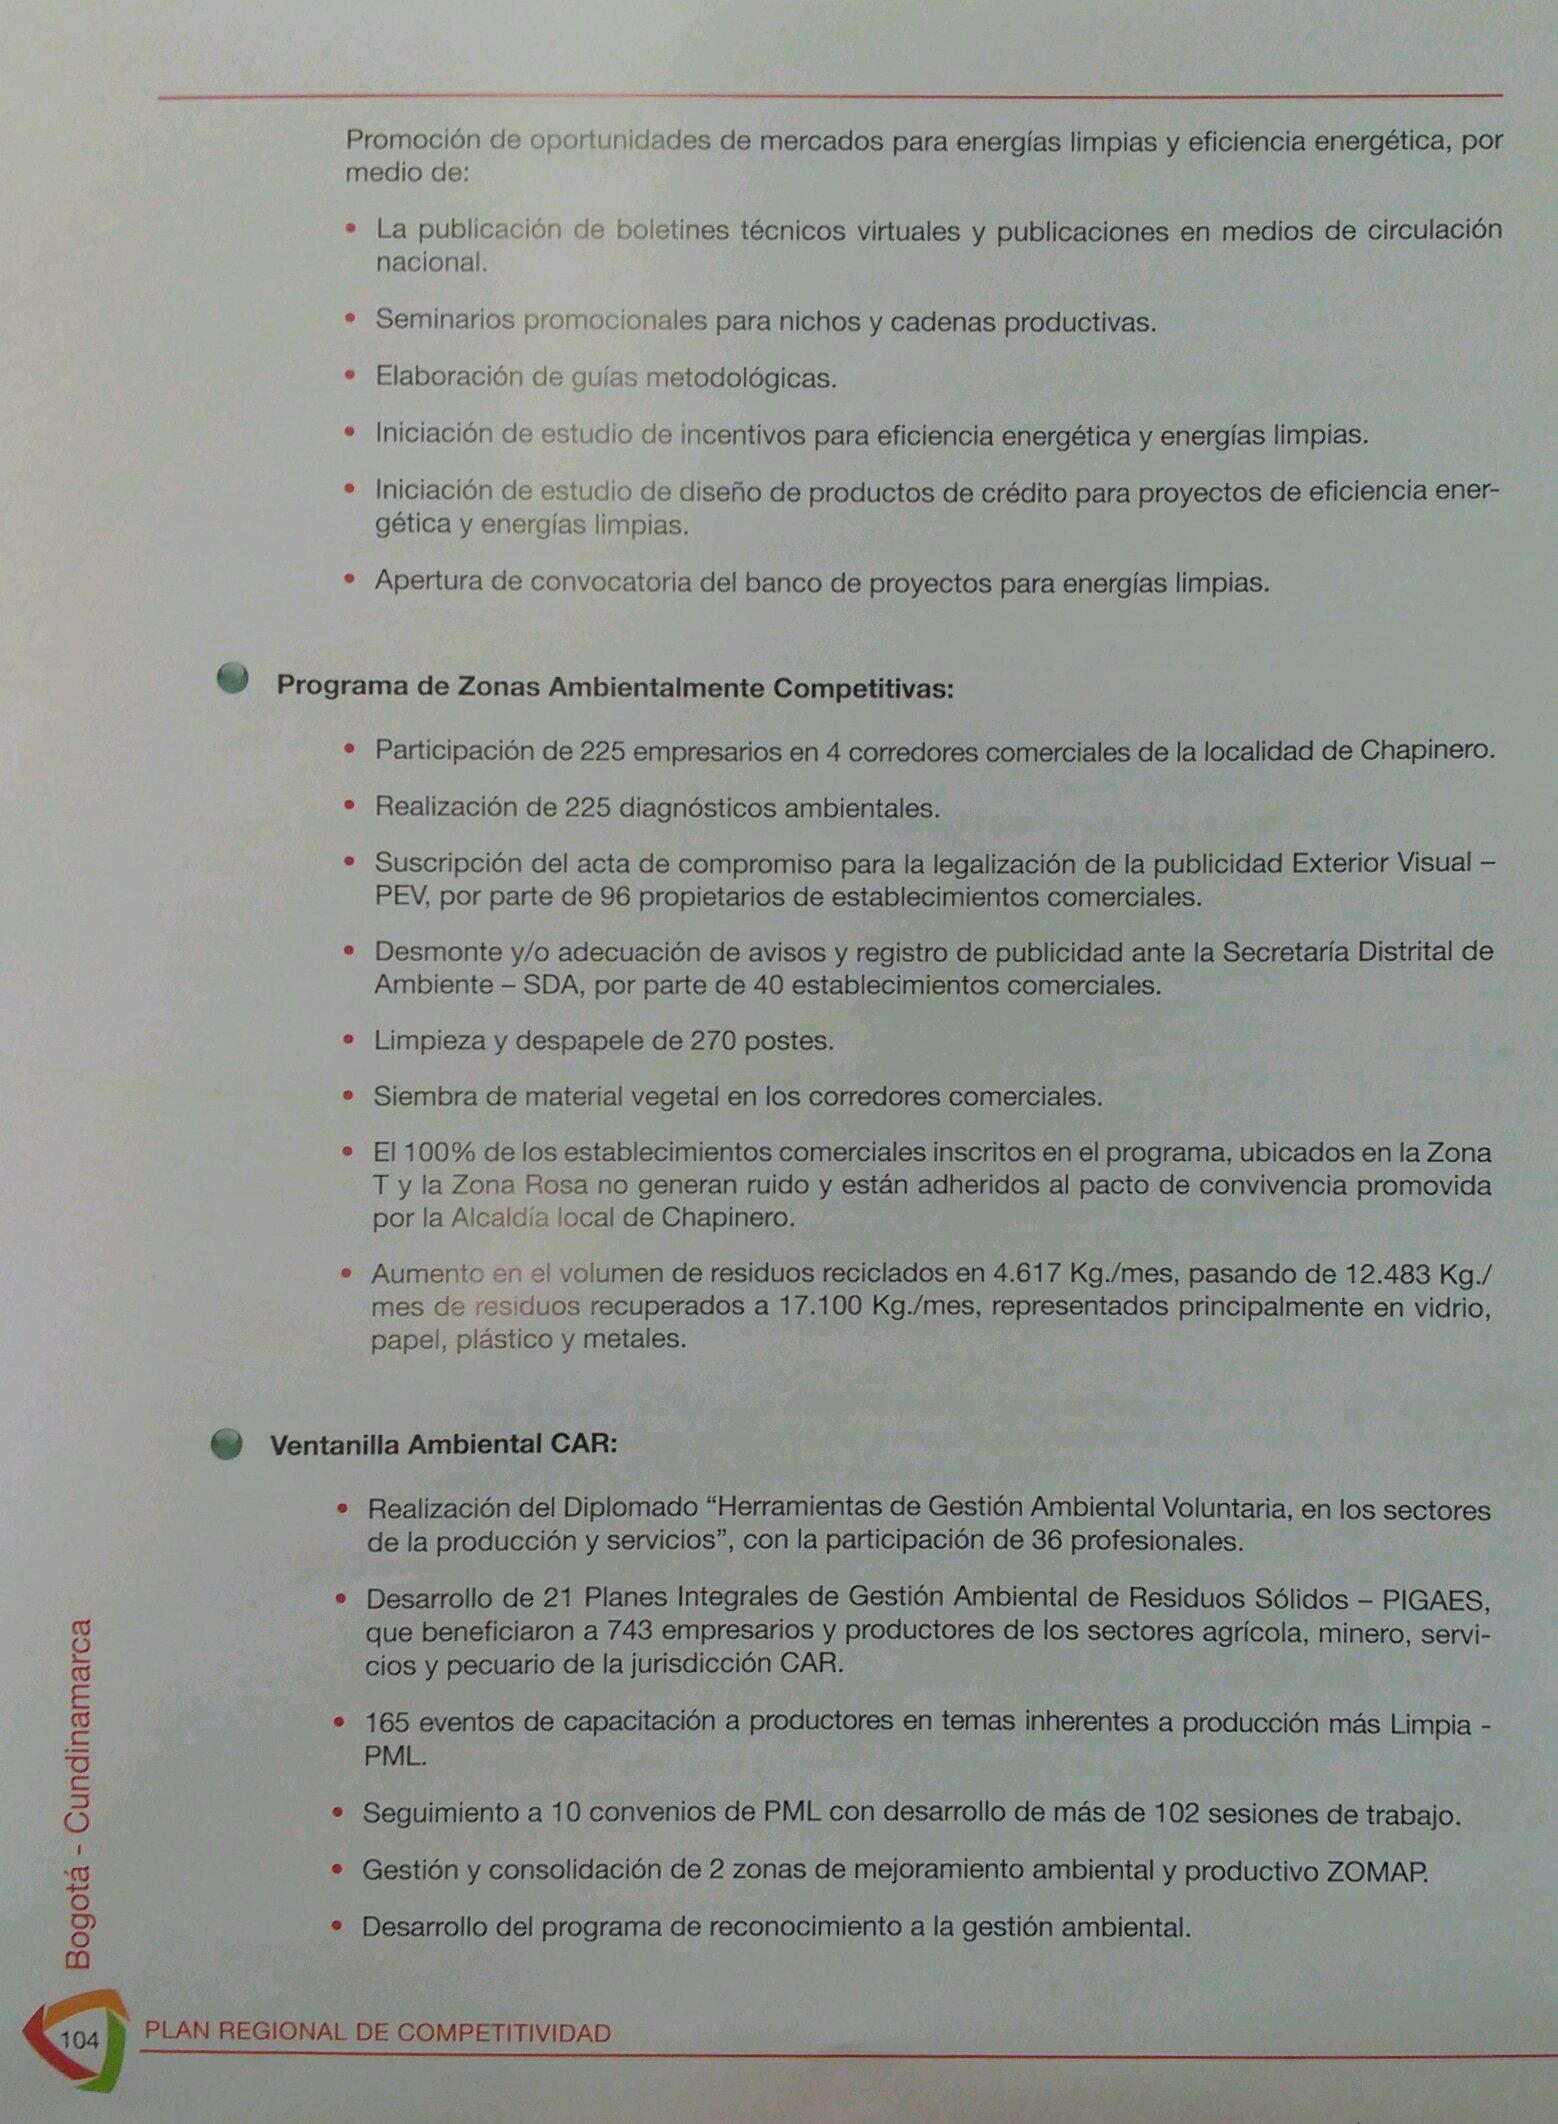 Promoción de oportunidades de mercados para energías limpias y eficiencia energética, por
medio de:
• La publicación de boletines técnicos virtuales y publicaciones en medios de circulación
nacional.
• Seminarios promocionales para nichos y cadenas productivas.
• Elaboración de guías metodológicas.
• Iniciación de estudio de incentivos para eficiencia energética y energías limpias.
• Iniciación de estudio de diseño de productos de crédito para proyectos de eficiencia ener-
gética y energías limpias.
• Apertura de convocatoria del banco de proyectos para energías limpias.
Programa de Zonas Ambientalmente Competitivas:
• Participación de 225 empresarios en 4 corredores comerciales de la localidad de Chapinero.
• Realización de 225 diagnósticos ambientales.
• Suscripción del acta de compromiso para la legalización de la publicidad Exterior Visual –
PEV, por parte de 96 propietarios de establecimientos comerciales.
• Desmonte y/o adecuación de avisos y registro de publicidad ante la Secretaría Distrital de
Ambiente – SDA, por parte de 40 establecimientos comerciales.
• Limpieza y despapele de 270 postes.
• Siembra de material vegetal en los corredores comerciales.
• El 100% de los establecimientos comerciales inscritos en el programa, ubicados en la Zona
T y la Zona Rosa no generan ruido y están adheridos al pacto de convivencia promovida
por la Alcaldía local de Chapinero.
• Aumento en el volumen de residuos reciclados en 4.617 Kg./mes, pasando de 12.483 Kg./
mes de residuos recuperados a 17.100 Kg./mes, representados principalmente en vidrio,
papel, plástico y metales.
Ventanilla Ambiental CAR:
• Realización del Diplomado “Herramientas de Gestión Ambiental Voluntaria, en los sectores
de la producción y servicios”, con la participación de 36 profesionales.
• Desarrollo de 21 Planes Integrales de Gestión Ambiental de Residuos Sólidos – PIGAES,
que beneficiaron a 743 empresarios y productores de los sectores agrícola, minero, servi-
cios y pecuario de la jurisdicción CAR.
• 165 eventos de capacitación a productores en temas inherentes a producción más Limpia -
PML.
• Seguimiento a 10 convenios de PML con desarrollo de más de 102 sesiones de trabajo.
• Gestión y consolidación de 2 zonas de mejoramiento ambiental y productivo ZOMAP.
• Desarrollo del programa de reconocimiento a la gestión ambiental.
Bogotá - Cundinamarca
104
PLAN REGIONAL DE COMPETITIVIDAD